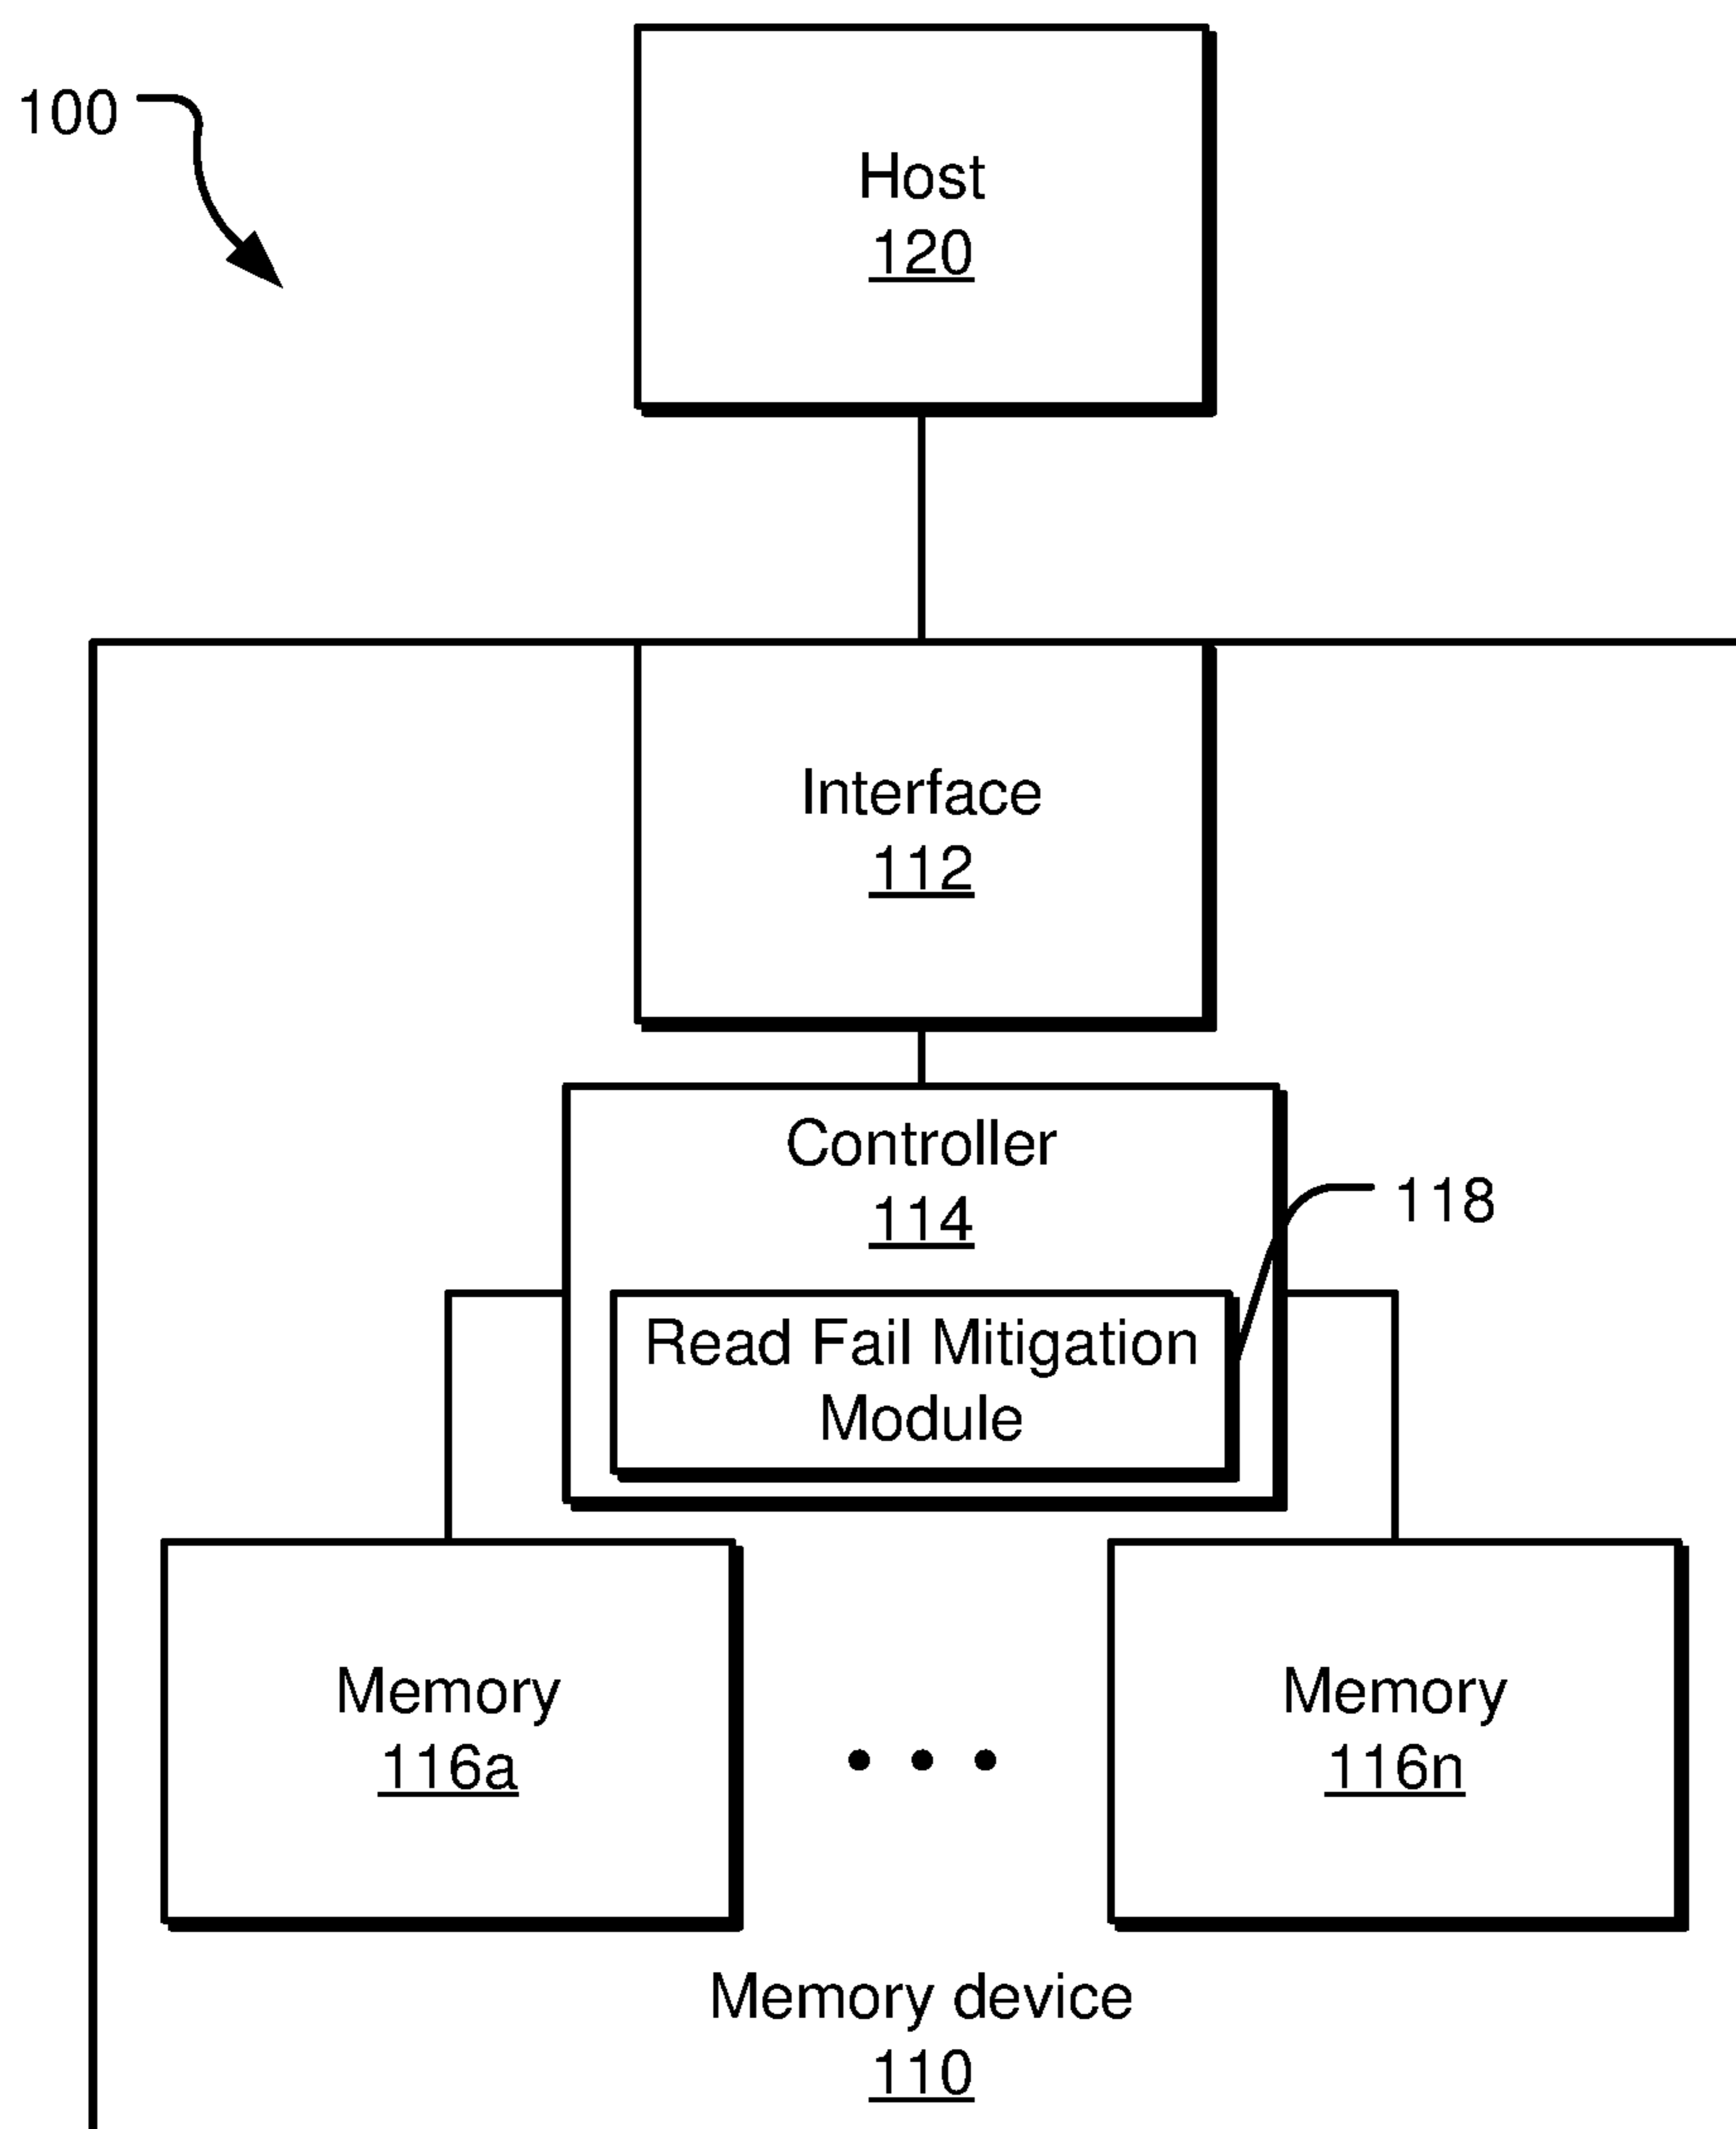 100
Host
120
Interface
112
Controller
114
118
Read Fail Mitigation
Module
Memory
116a
Memory
116n
Memory device
110